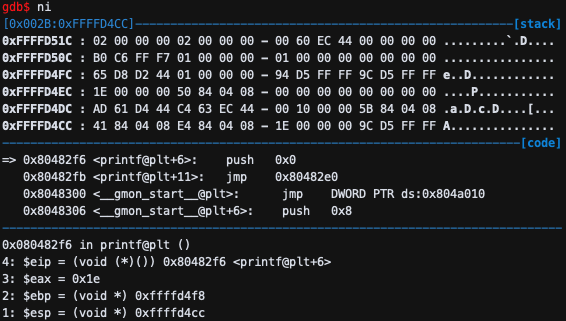 gdb$ ni
[0x002B:0xFFFFD4CC][stack]
0xFFFFD51C : 02 00 00 00 02 00 00 00 - 00 60 EC 44 00 00 00 00 .........`.D....
0xFFFFD50C : B0 C6 FF F7 01 00 00 00 - 01 00 00 00 00 00 00 00 ................
0xFFFFD4FC : 65 D8 D2 44 01 00 00 00 - 94 D5 FF FF 9C D5 FF FF e..D............
0xFFFFD4EC : 1E 00 00 00 50 84 04 08 - 00 00 00 00 00 00 00 00 ....P...........
0xFFFFD4DC : AD 61 D4 44 C4 63 EC 44 - 00 10 00 00 5B 84 04 08 .a.D.c.D....[...
0xFFFFD4CC : 41 84 04 08 E4 84 04 08 - 1E 00 00 00 9C D5 FF FF A...............
[code]
=> 0x80482f6 <printf@plt+6>: push 0x0
0x80482fb <printf@plt+11>: jmp 0x80482e0
0x8048300 <__gmon_start__@plt>: jmp DWORD PTR ds:0x804a010
0x8048306 <__gmon_start__@plt+6>: push 0x8
0x080482f6 in printf@plt ()
4: $eip = (void (*)()) 0x80482f6 <printf@plt+6>
3: $eax = 0x1e
2: $ebp = (void *) 0xffffd4f8
1: $esp = (void *) 0xffffd4cc